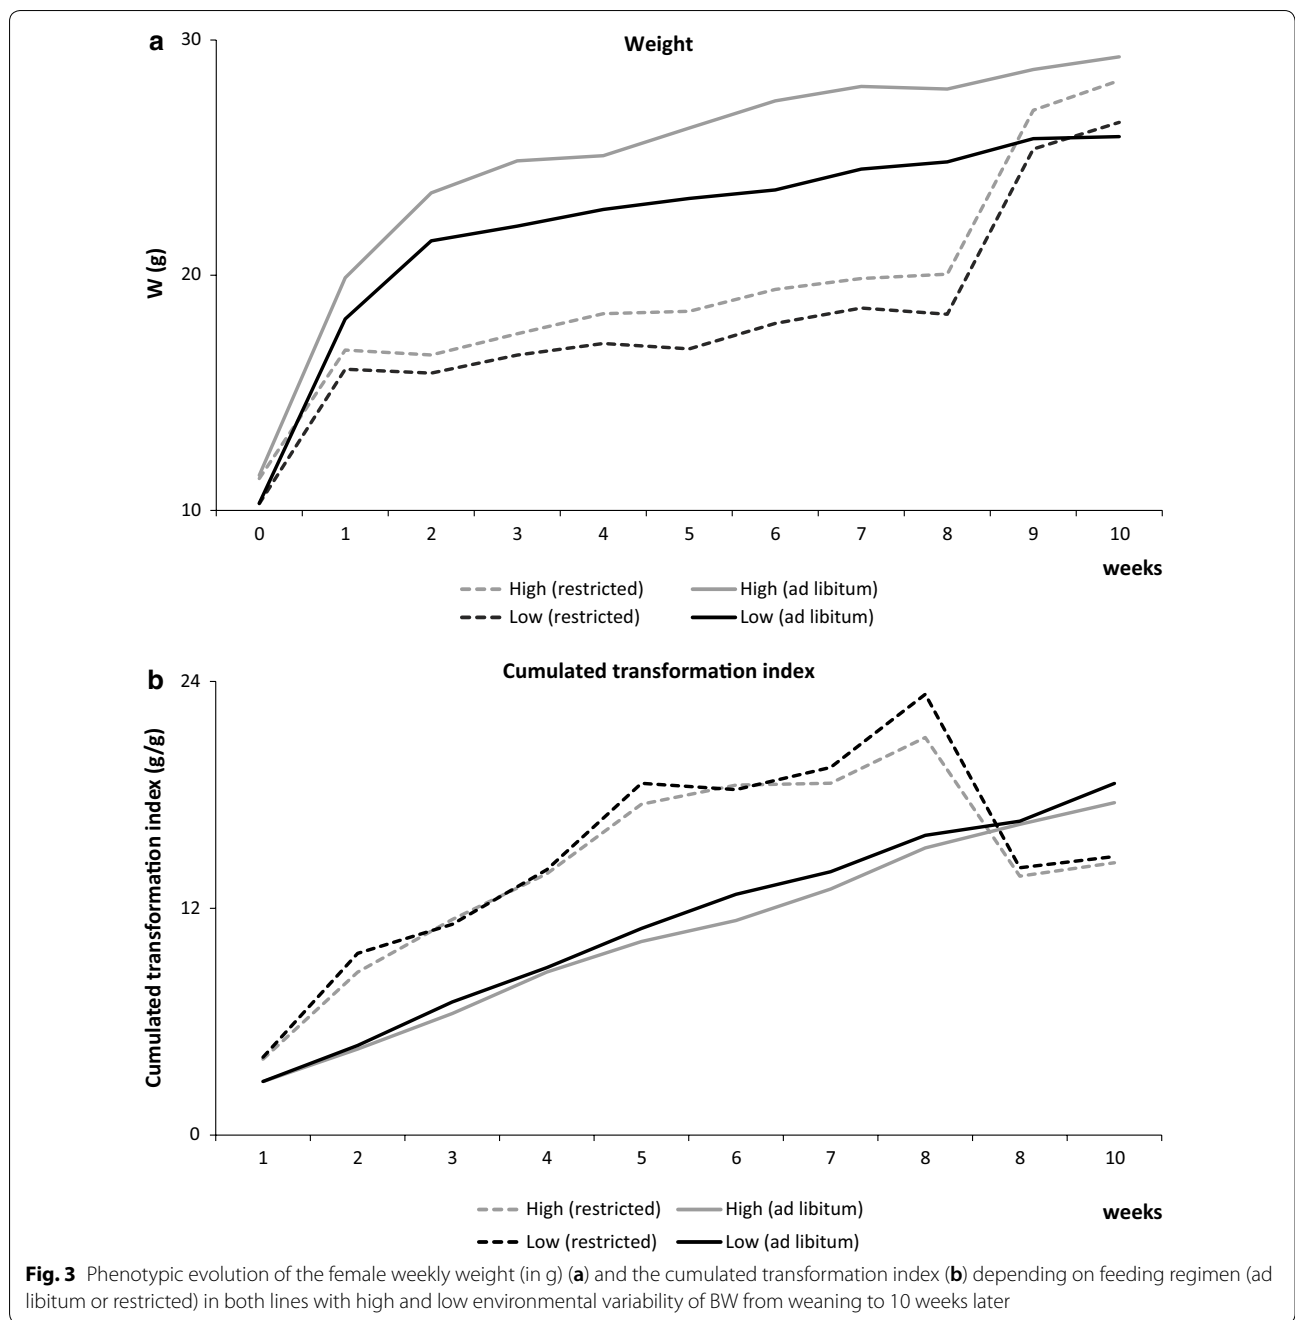 a
Weight
30
20
10
W (g)
0 1 2 3 4 5 6 7 8 9 10
weeks
High (restricted) High (ad libitum)
Low (restricted) Low (ad libitum)
b
Cumulated transformation index
24
12
0
Cumulated transformation index (g/g)
1 2 3 4 5 6 7 8 8 10
weeks
High (restricted) High (ad libitum)
Low (restricted) Low (ad libitum)
Fig. 3 Phenotypic evolution of the female weekly weight (in g) (a) and the cumulated transformation index (b) depending on feeding regimen (ad
libitum or restricted) in both lines with high and low environmental variability of BW from weaning to 10 weeks later